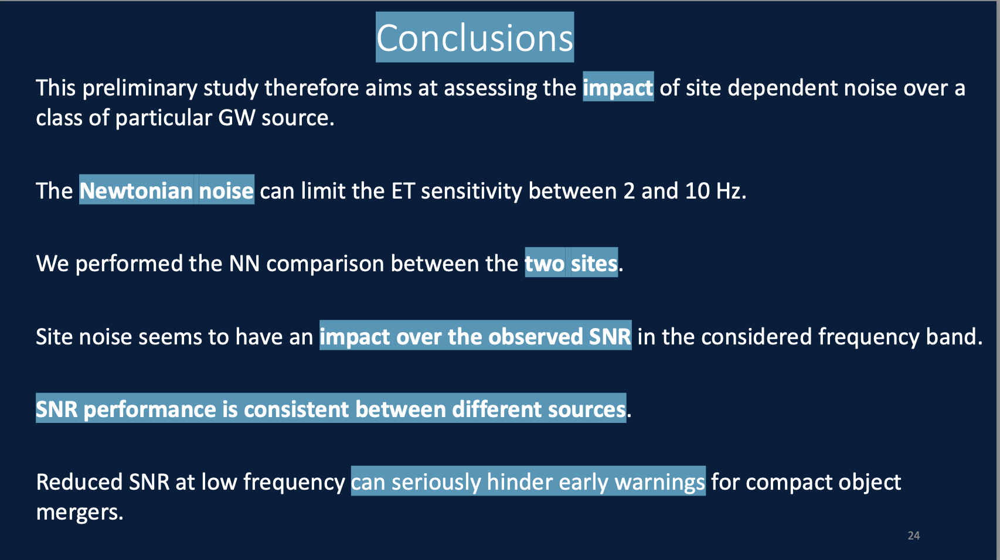 Conclusions
This preliminary study therefore aims at assessing the impact of site dependent noise over a
class of particular GW source.
The Newtonian noise can limit the ET sensitivity between 2 and 10 Hz.
We performed the NN comparison between the two sites.
Site noise seems to have an impact over the observed SNR in the considered frequency band.
SNR performance is consistent between different sources.
Reduced SNR at low frequency can seriously hinder early warnings for compact object
mergers.
24